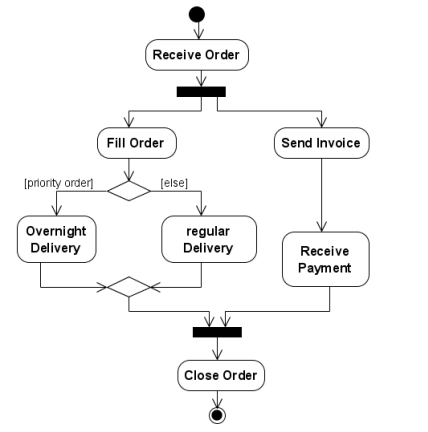 Receive Order
Fill Order
Send Invoice
[priority order]
[else]
Overnight
Delivery
regular
Delivery
Receive
Payment
Close Order